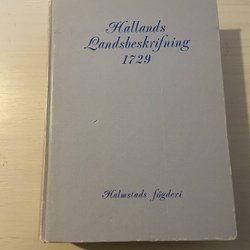 Hallands
Landsbeskrifning
1729
Halmstads fögderi